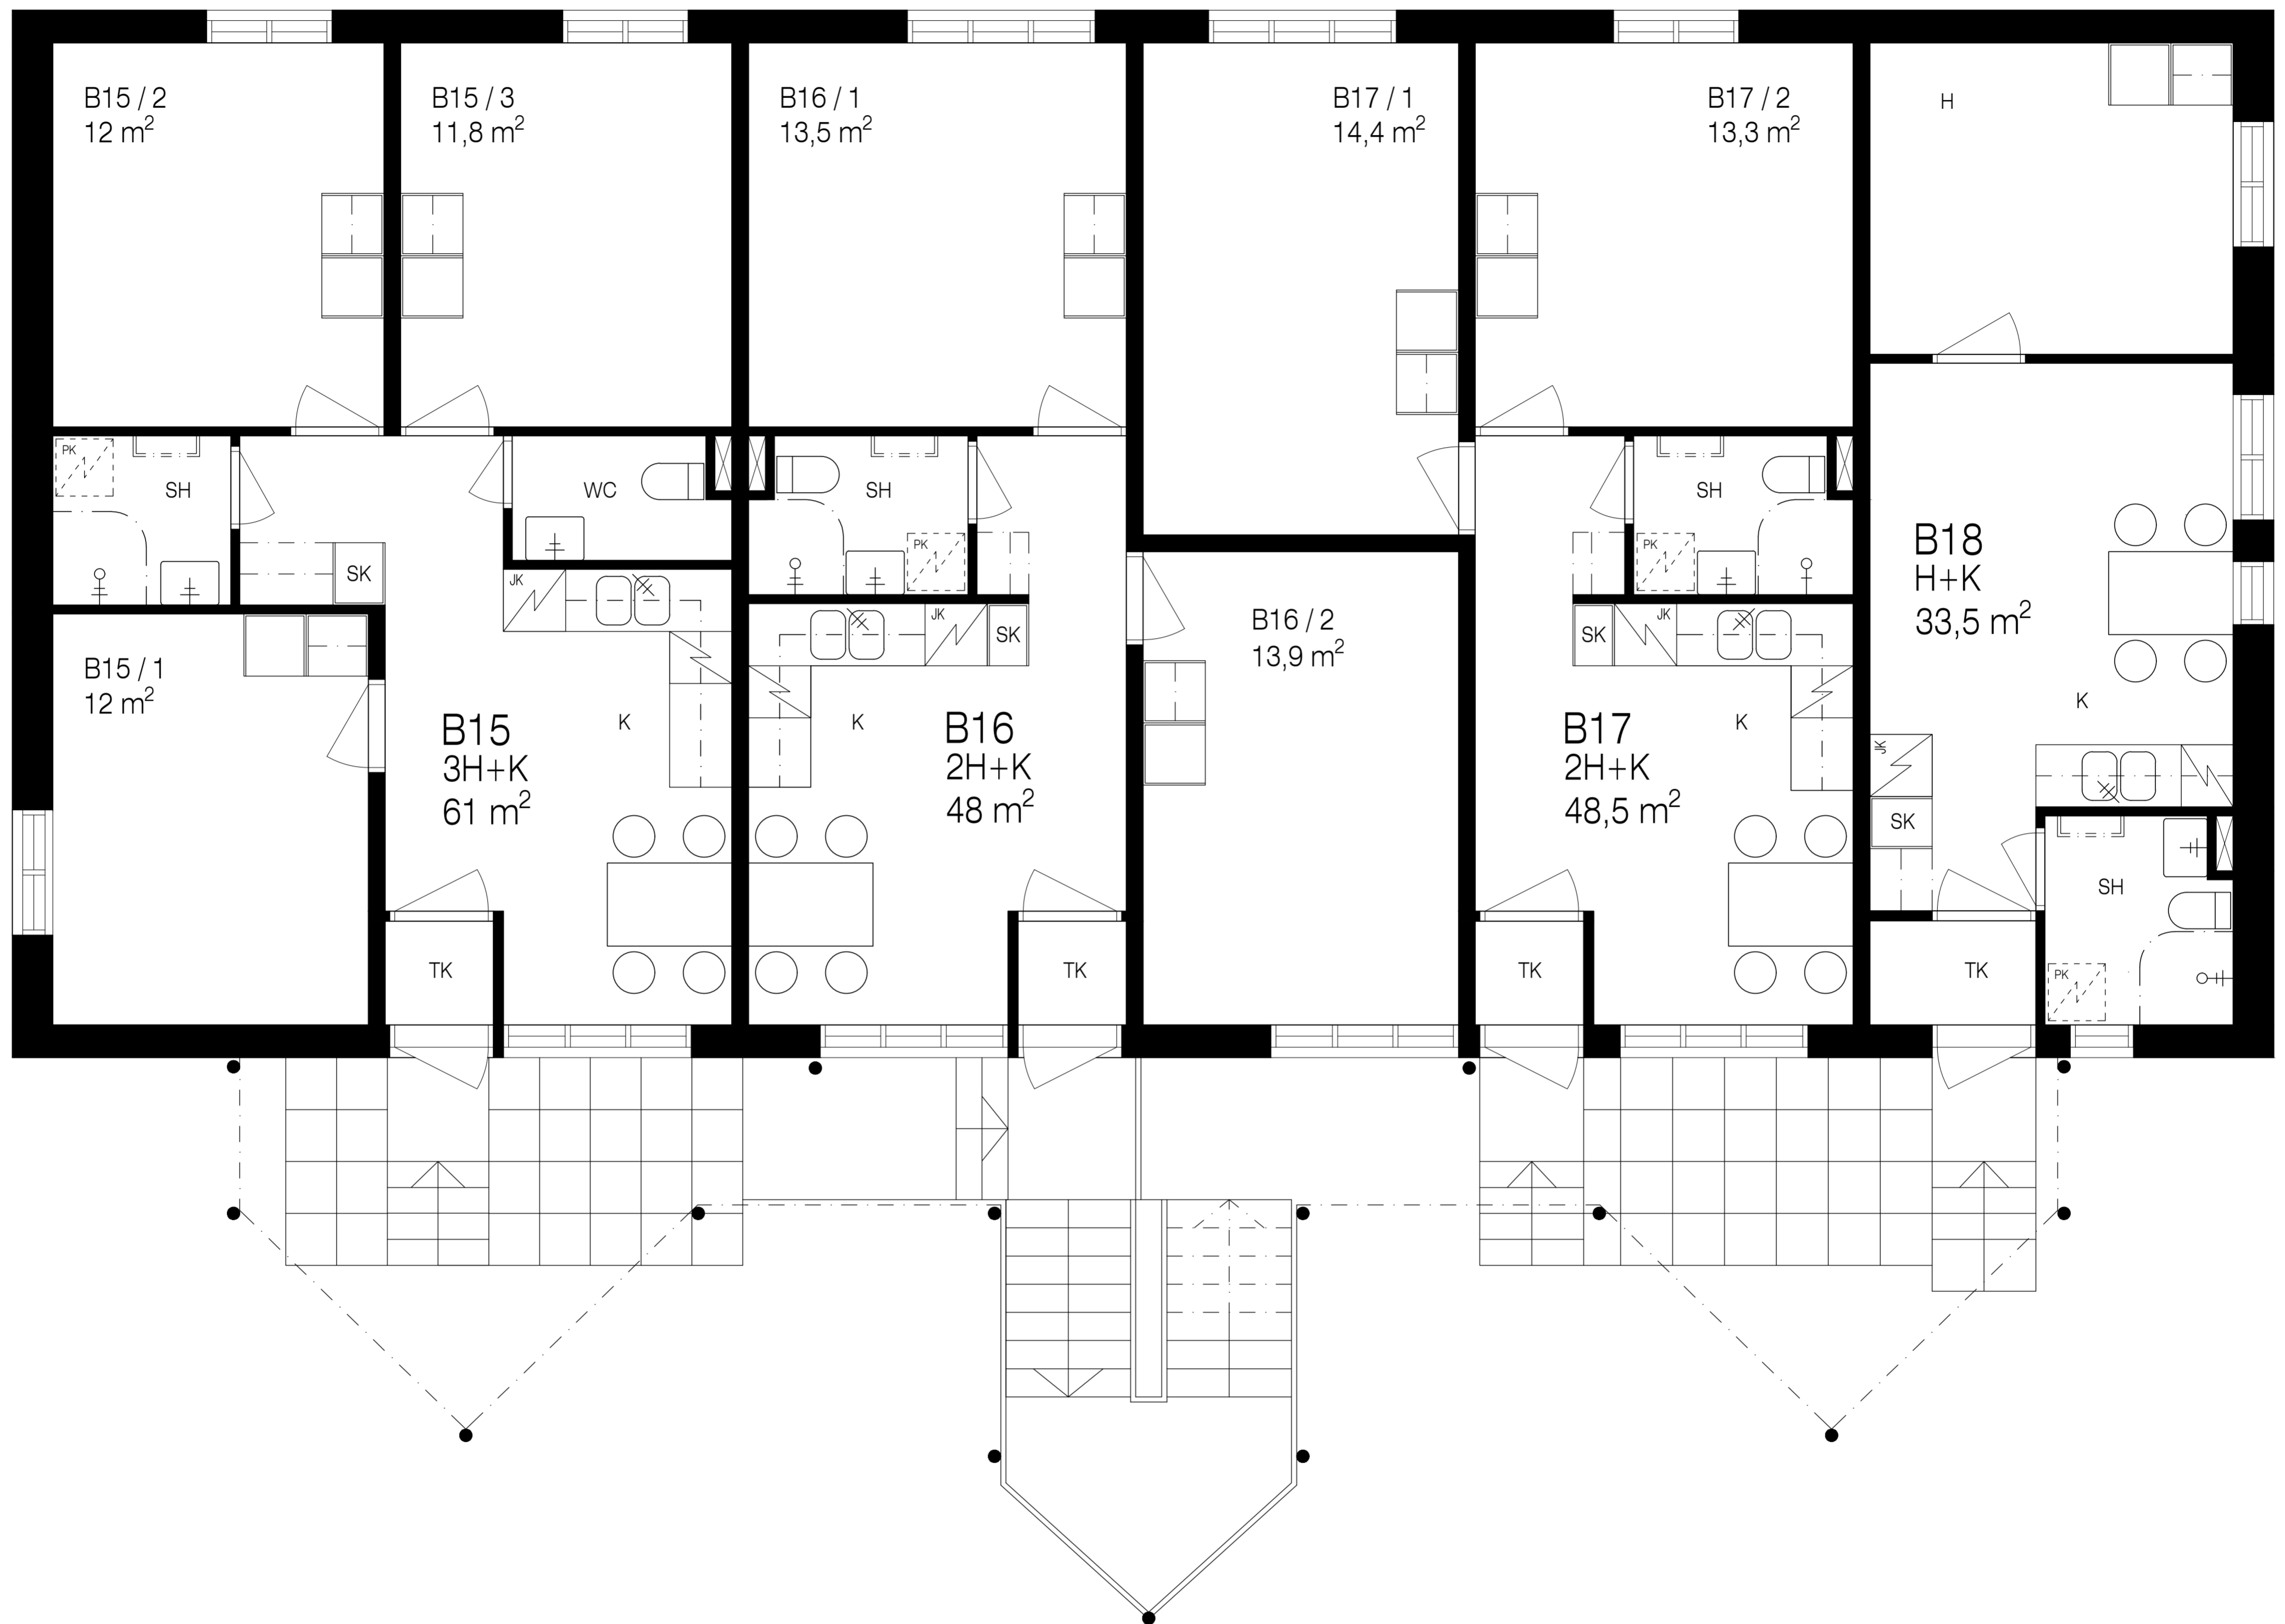 B15 / 2
12 m²
B15 / 3
11,8 m²
B16 / 1
13,5 m²
B17 / 1
14,4 m²
B17 / 2
13,3 m²
H
PK
SH
WC
SH
PK
SH
PK
SK
JK
JK
SK
SK
JK
B18
H+K
33,5 m²
K
B15 / 1
12 m²
B15
3H+K
61 m²
K
K
B16
2H+K
48 m²
B16 / 2
13,9 m²
B17
2H+K
48,5 m²
K
JK
SK
SH
PK
TK
TK
TK
TK